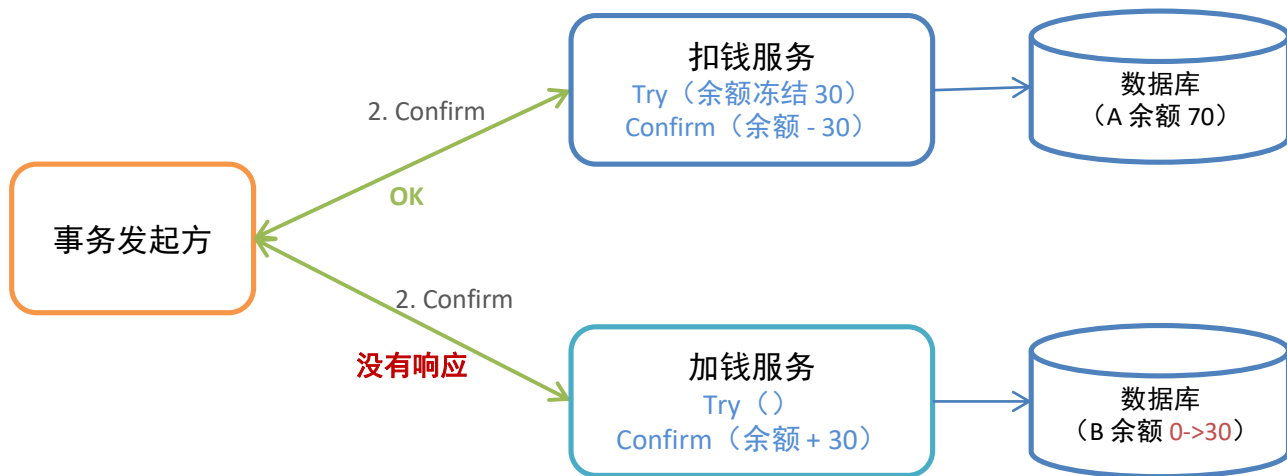 扣钱服务
Try（余额冻结 30）
Confirm（余额 - 30）
数据库
（A 余额 70）
2. Confirm
OK
事务发起方
2. Confirm
没有响应
加钱服务
Try（）
Confirm（余额 + 30）
数据库
（B 余额 0->30）